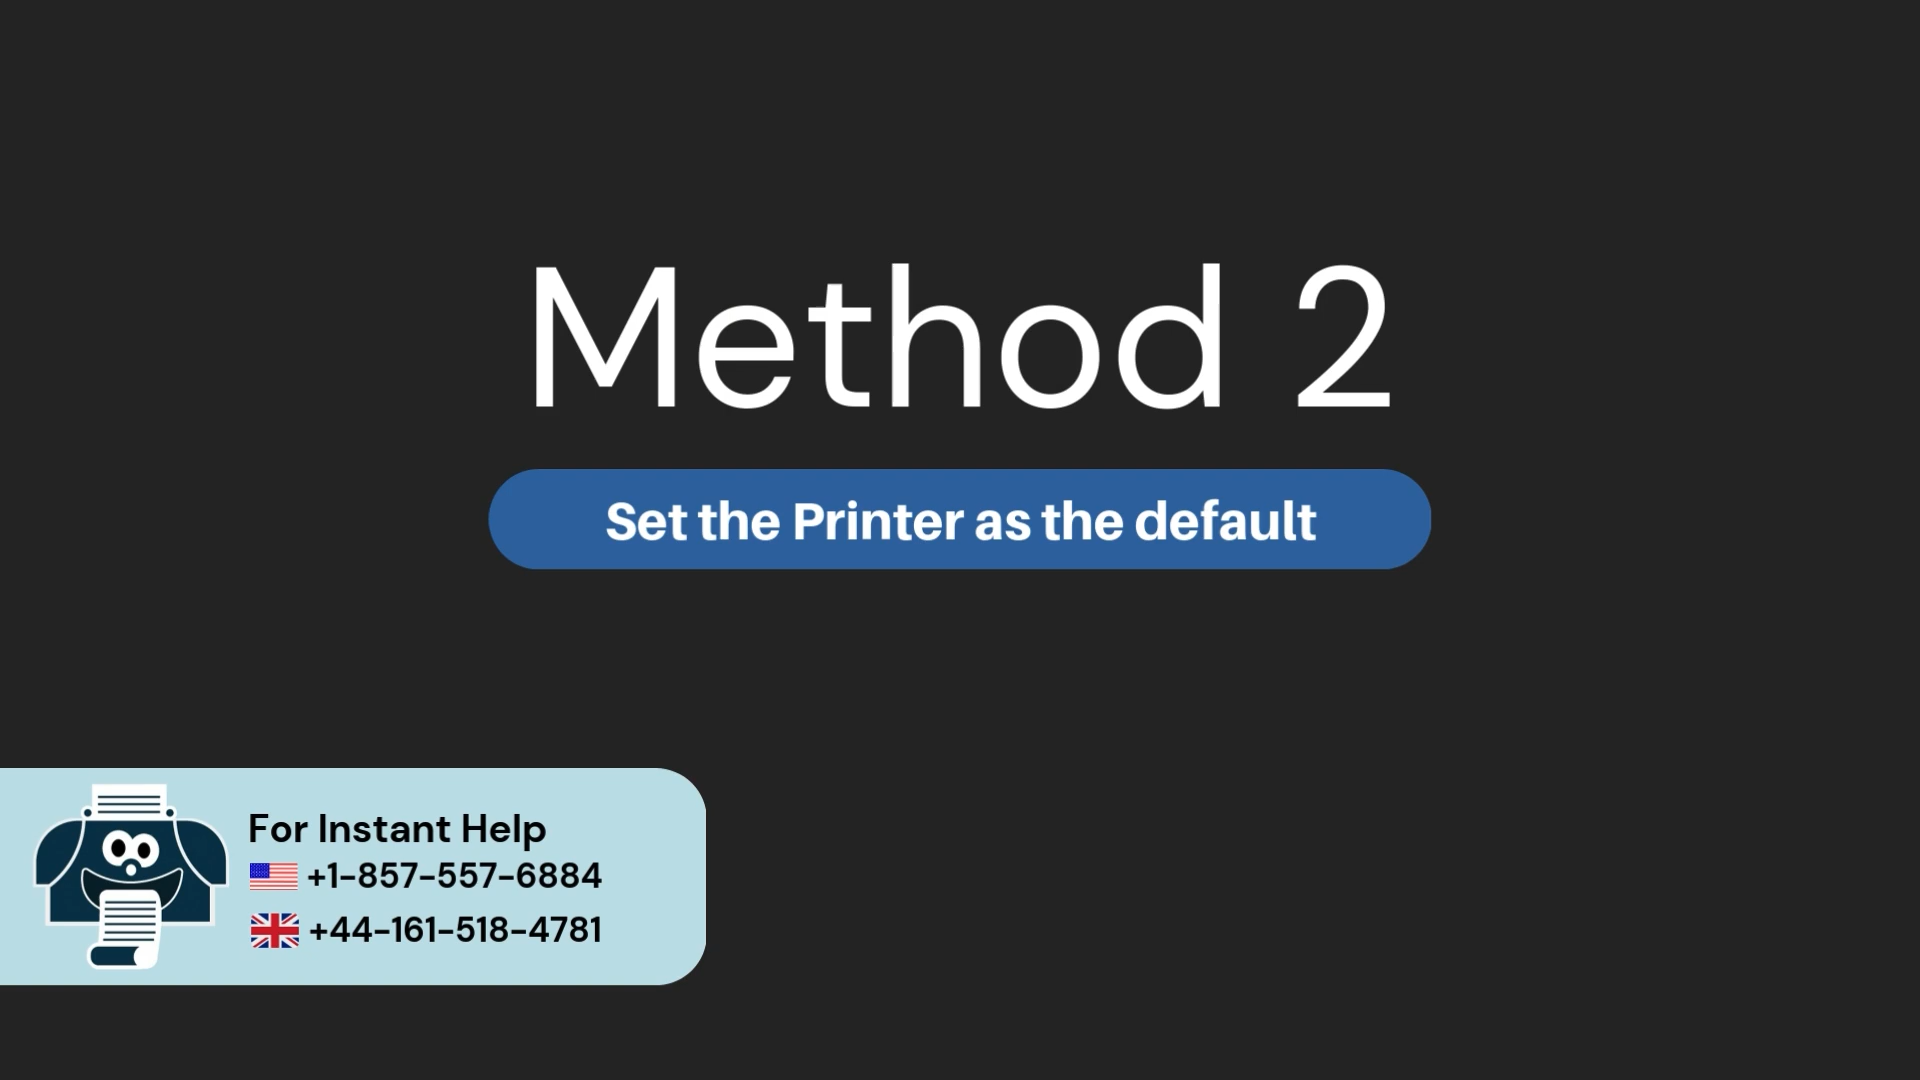 Method 2
Set the Printer as the default
For Instant Help
+1-857-557-6884
+44-161-518-4781